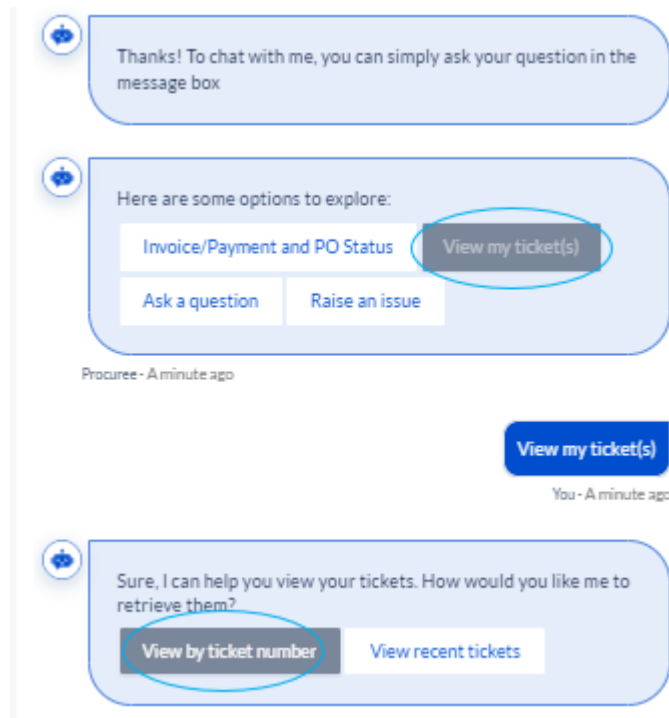 Thanks! To chat with me, you can simply ask your question in the
message box
Here are some options to explore:
Invoice/Payment and PO Status View my ticket(s)
Ask a question Raise an issue
Procuree - A minute ago
View my ticket(s)
You - A minute ago
Sure, I can help you view your tickets. How would you like me to
retrieve them?
View by ticket number View recent tickets